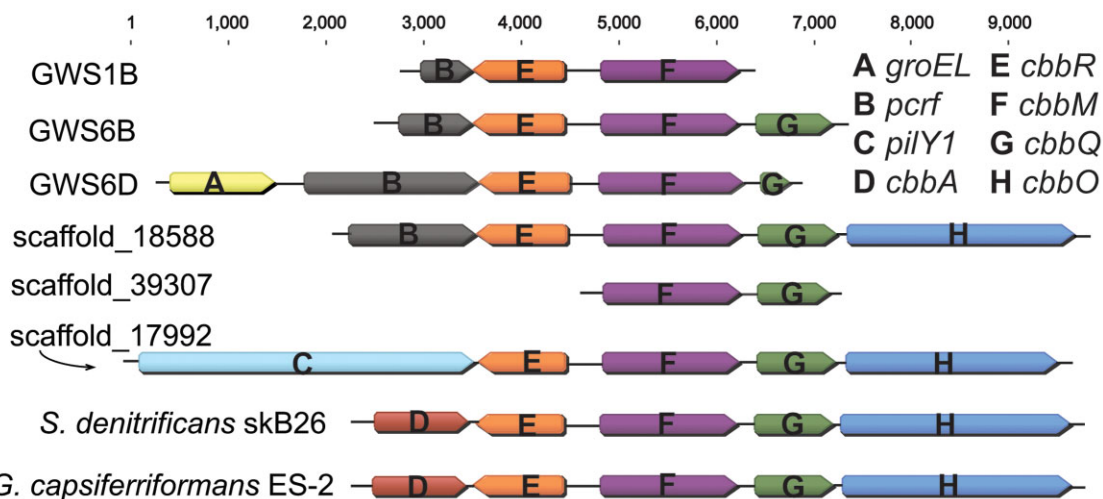 1 1,000 2,000 3,000 4,000 5,000 6,000 7,000 8,000 9,000
GWS1B B E F
GWS6B B E F G
GWS6D A B E F G
scaffold_18588 B E F G H
scaffold_39307 F G
scaffold_17992 C E F G H
S. denitrificans skB26 D E F G H
G. capsiferriformans ES-2 D E F G H
A groEL E cbbR
B pcrf F cbbM
C pilY1 G cbbQ
D cbbA H cbbO